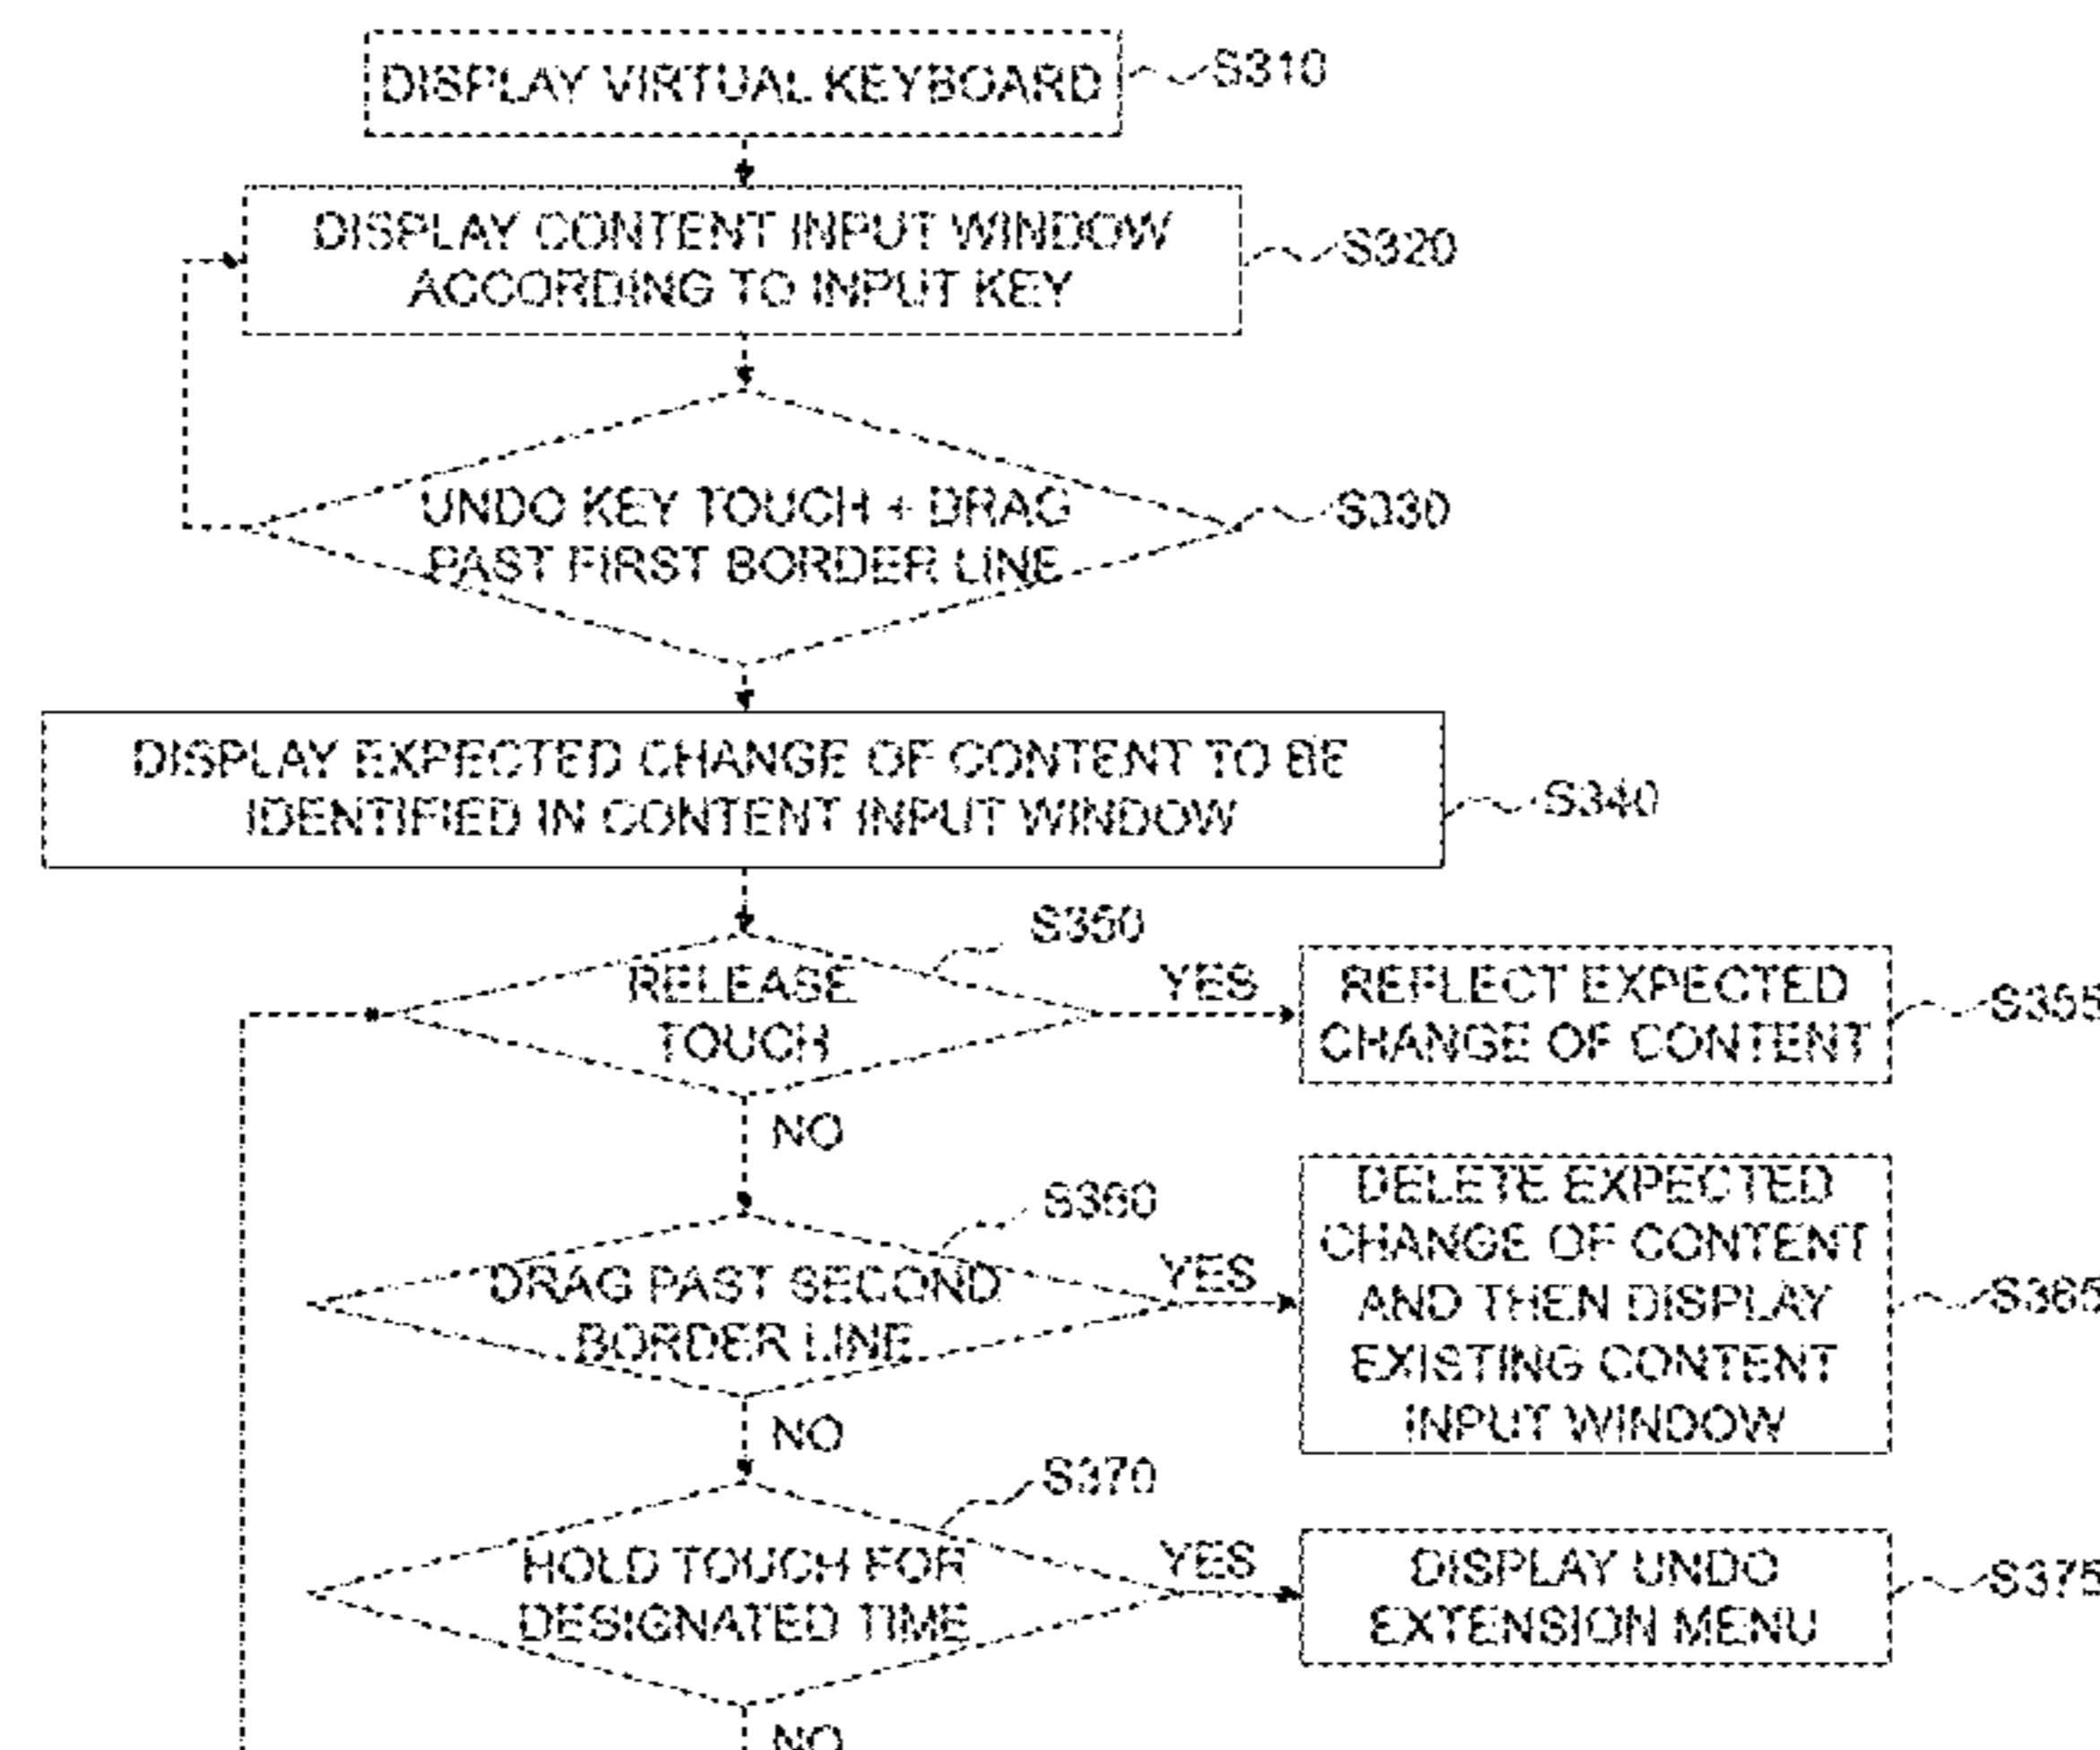 DISPLAY VIRTUAL KEYBOARD
S310
DISPLAY CONTENT INPUT WINDOW
ACCORDING TO INPUT KEY
S320
UNDO KEY TOUCH + DRAG
PAST FIRST BORDER LINE
S330
DISPLAY EXPECTED CHANGE OF CONTENT TO BE
IDENTIFIED IN CONTENT INPUT WINDOW
S340
S350
RELEASE
TOUCH
YES
REFLECT EXPECTED
CHANGE OF CONTENT
S355
NO
S360
DRAG PAST SECOND
BORDER LINE
YES
DELETE EXPECTED
CHANGE OF CONTENT
AND THEN DISPLAY
EXISTING CONTENT
INPUT WINDOW
S365
NO
S370
HOLD TOUCH FOR
DESIGNATED TIME
YES
DISPLAY UNDO
EXTENSION MENU
S375
NO